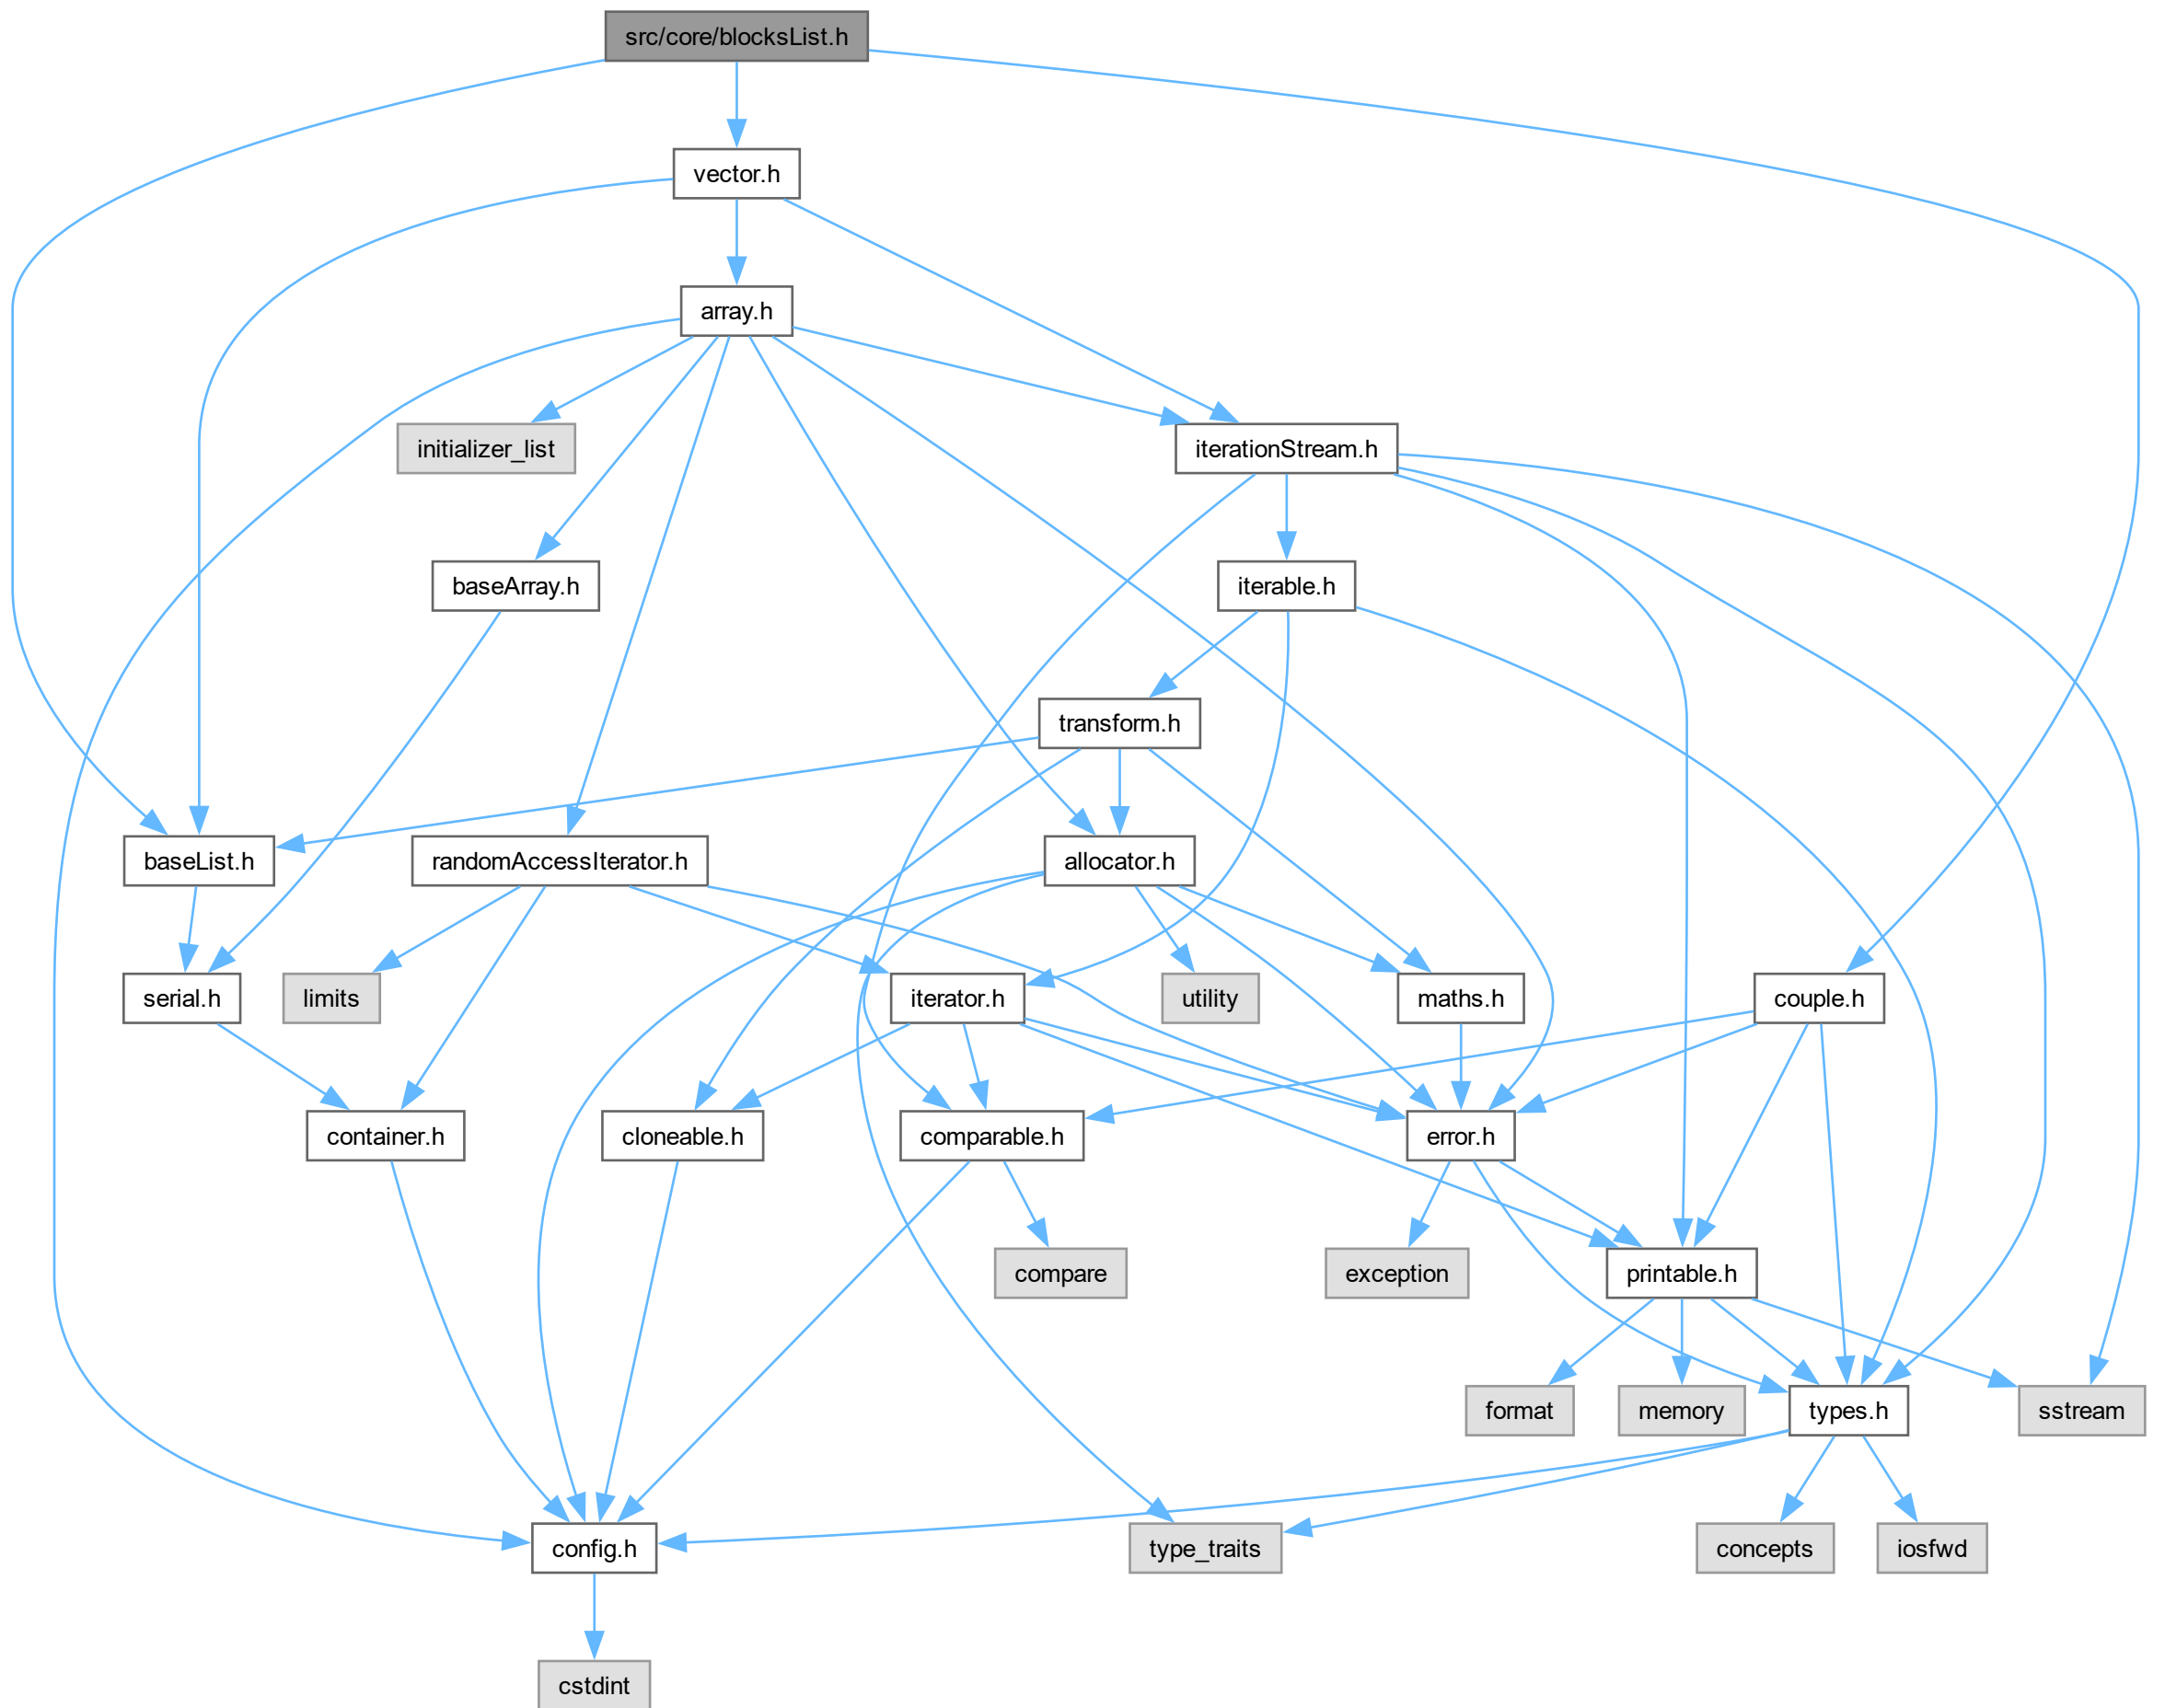 src/core/blocksList.h
vector.h
array.h
initializer_list
iterationStream.h
baseArray.h
iterable.h
transform.h
baseList.h
randomAccessIterator.h
allocator.h
serial.h
limits
iterator.h
utility
maths.h
couple.h
container.h
cloneable.h
comparable.h
error.h
compare
exception
printable.h
format
memory
types.h
sstream
config.h
type_traits
concepts
iosfwd
cstdint